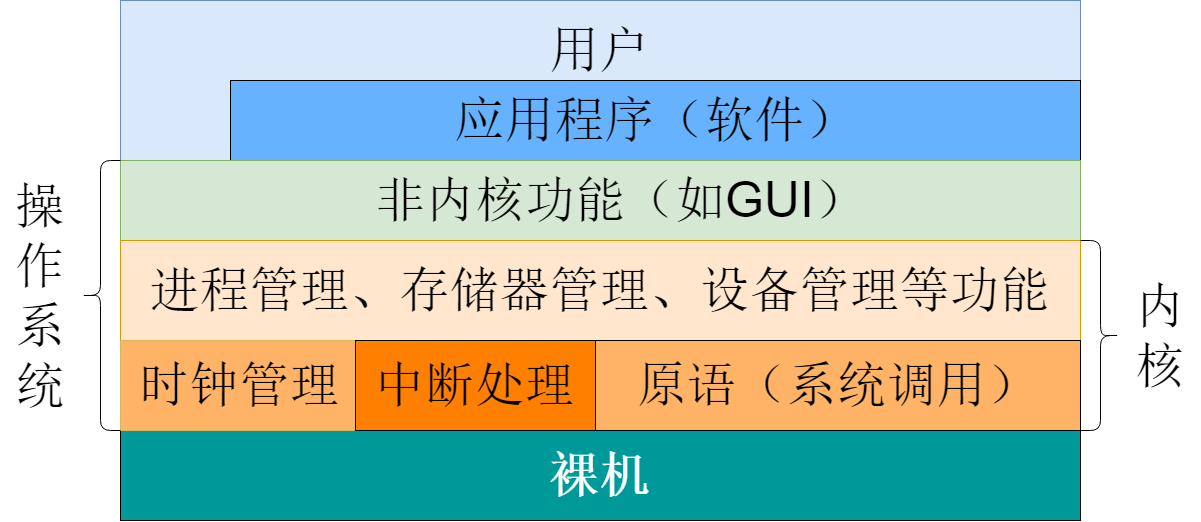 用户
应用程序（软件）
非内核功能（如GUI）
进程管理、存储器管理、设备管理等功能
时钟管理
中断处理
原语（系统调用）
裸机
操作系统
内核